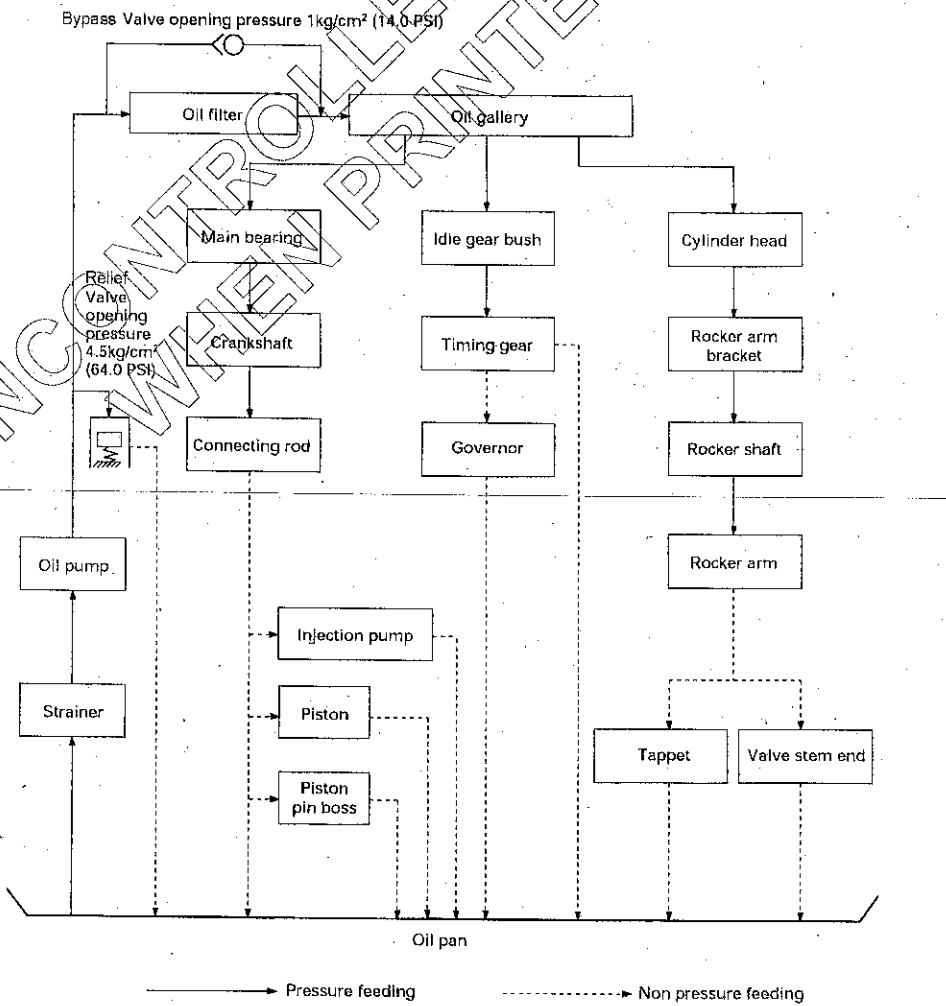 Bypass Valve opening pressure 1kg/cm² (14.0 PSI)
Oil filter
Oil gallery
Main bearing
Idle gear bush
Cylinder head
Relief
Valve
opening
pressure
4.5kg/cm²
(64.0 PSI)
Crankshaft
Timing gear
Rocker arm
bracket
Connecting rod
Governor
Rocker shaft
Oil pump
Rocker arm
Injection pump
Strainer
Piston
Tappet
Valve stem end
Piston
pin boss
Oil pan
Pressure feeding
Non pressure feeding
NCONTROLLE
WHEN PRINTE